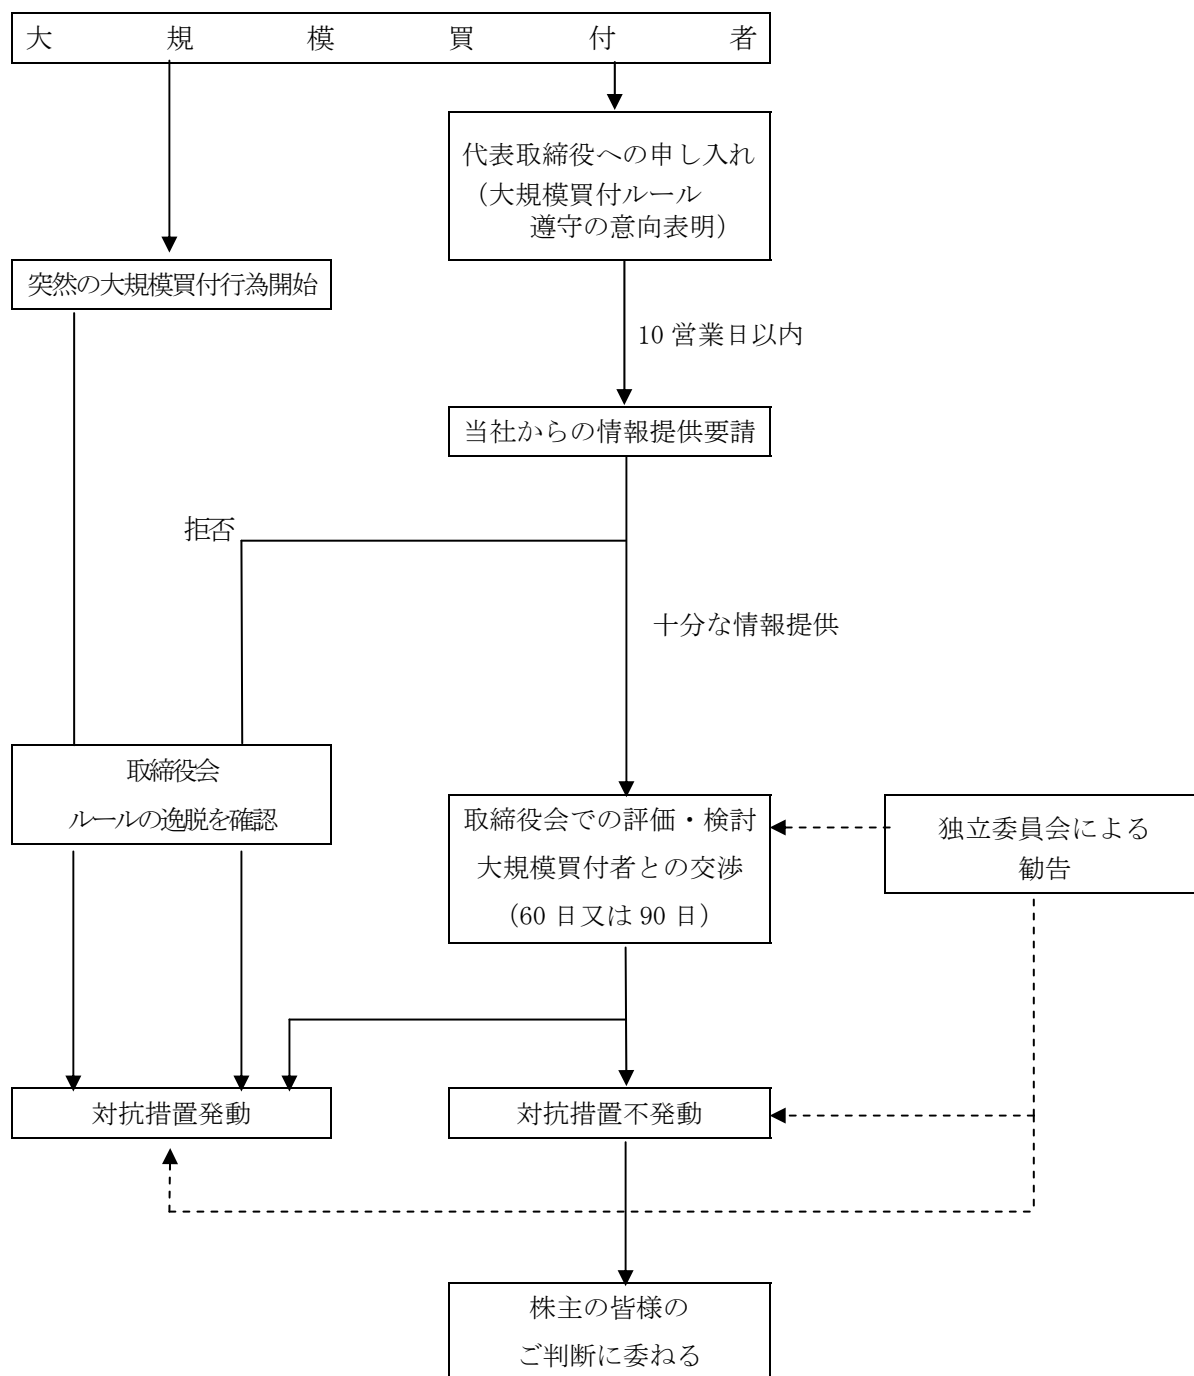 大規模買付者
代表取締役への申し入れ
（大規模買付ルール
遵守の意向表明）
突然の大規模買付行為開始
10 営業日以内
当社からの情報提供要請
拒否
十分な情報提供
取締役会
ルールの逸脱を確認
取締役会での評価・検討
大規模買付者との交渉
（60 日又は 90 日）
独立委員会による
勧告
対抗措置発動
対抗措置不発動
株主の皆様の
ご判断に委ねる